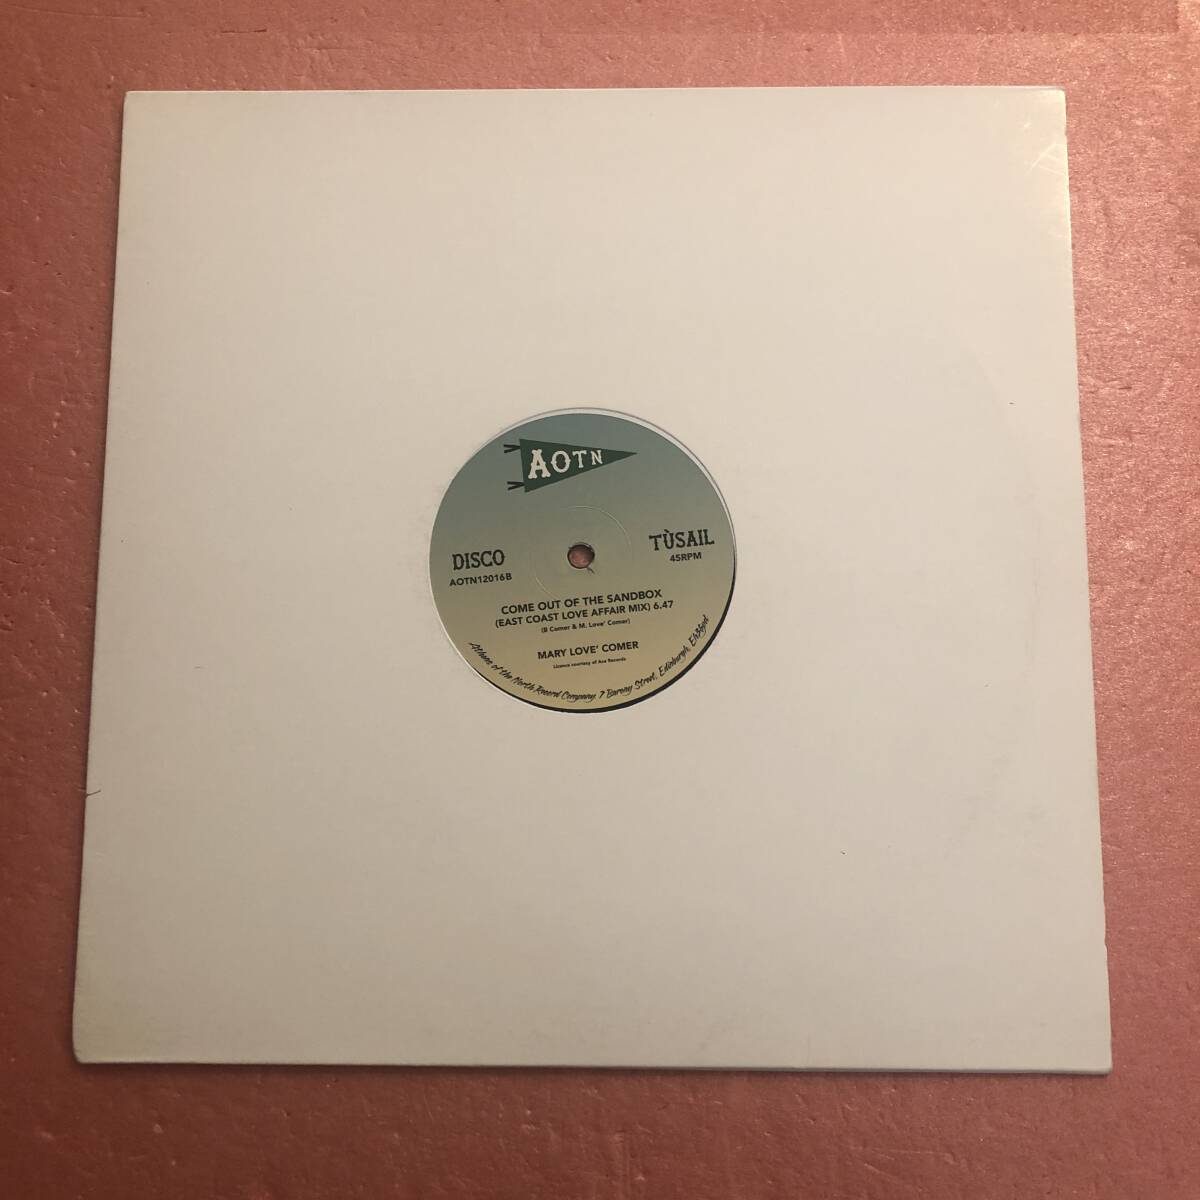 AOTN
DISCO
AOTN12016B
TÙSAIL
45RPM
COME OUT OF THE SANDBOX
(EAST COAST LOVE AFFAIR MIX) 6.47
(B Comer & M. Love' Comer)
MARY LOVE' COMER
Licence courtesy of Ace Records
Athens of the North Record Company, 7 Barony Street, Edinburgh, Eh36pd